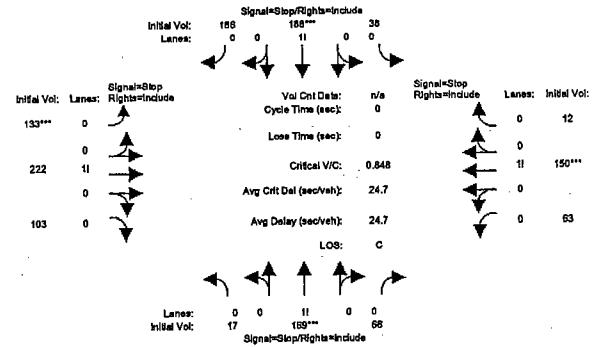 Signal=Stop/Rights=Include
Initial Vol: 186 188*** 38
Lanes: 0 0 1! 0 0
Signal=Stop
Initial Vol: Lanes: Rights=Include
Vol Cnt Date: n/a
Signal=Stop
Rights=Include Lanes: Initial Vol:
Cycle Time (sec): 0
133*** 0
0 12
Loss Time (sec): 0
0
0
222 1!
Critical V/C: 0.848
1! 150***
0
Avg Crit Del (sec/veh): 24.7
0
103 0
Avg Delay (sec/veh): 24.7
0 63
LOS: C
Lanes: 0 0 1! 0 0
Initial Vol: 17 169***
Signal=Stop/Rights=Include